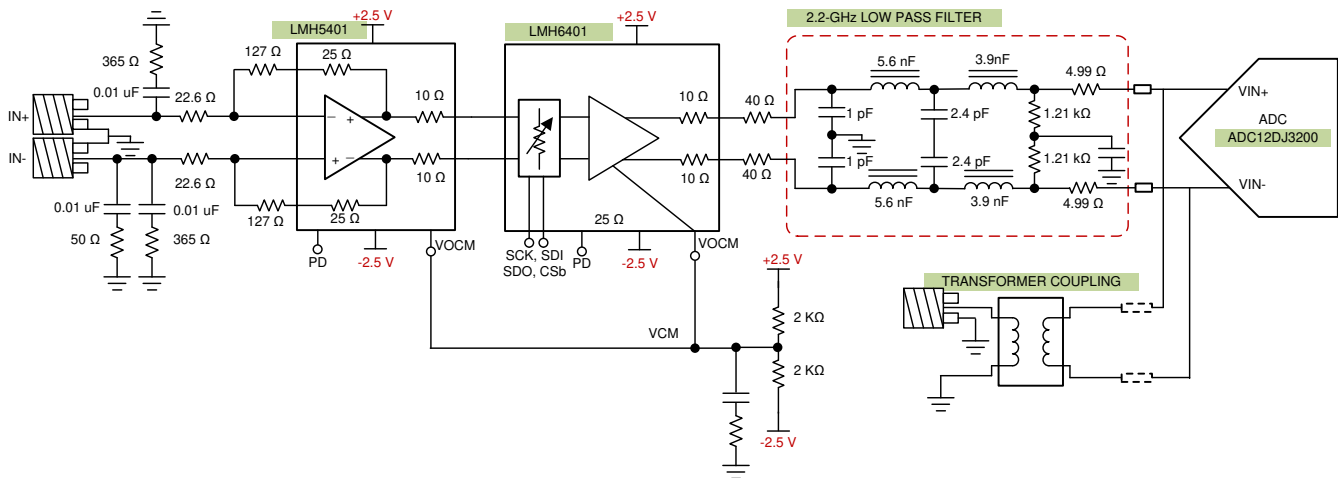 LMH5401
+2.5 V
LMH6401
+2.5 V
2.2-GHz LOW PASS FILTER
365 Ω
0.01 uF
127 Ω
25 Ω
22.6 Ω
10 Ω
10 Ω
40 Ω
5.6 nF
3.9nF
4.99 Ω
IN+
IN-
− +
+ −
1 pF
2.4 pF
1.21 kΩ
VIN+
ADC
ADC12DJ3200
1 pF
2.4 pF
1.21 kΩ
VIN-
22.6 Ω
10 Ω
10 Ω
40 Ω
5.6 nF
3.9 nF
4.99 Ω
0.01 uF
0.01 uF
127 Ω
25 Ω
25 Ω
50 Ω
365 Ω
PD
-2.5 V
VOCM
SCK, SDI
SDO, CSb
PD
-2.5 V
VOCM
+2.5 V
TRANSFORMER COUPLING
2 KΩ
VCM
2 KΩ
-2.5 V